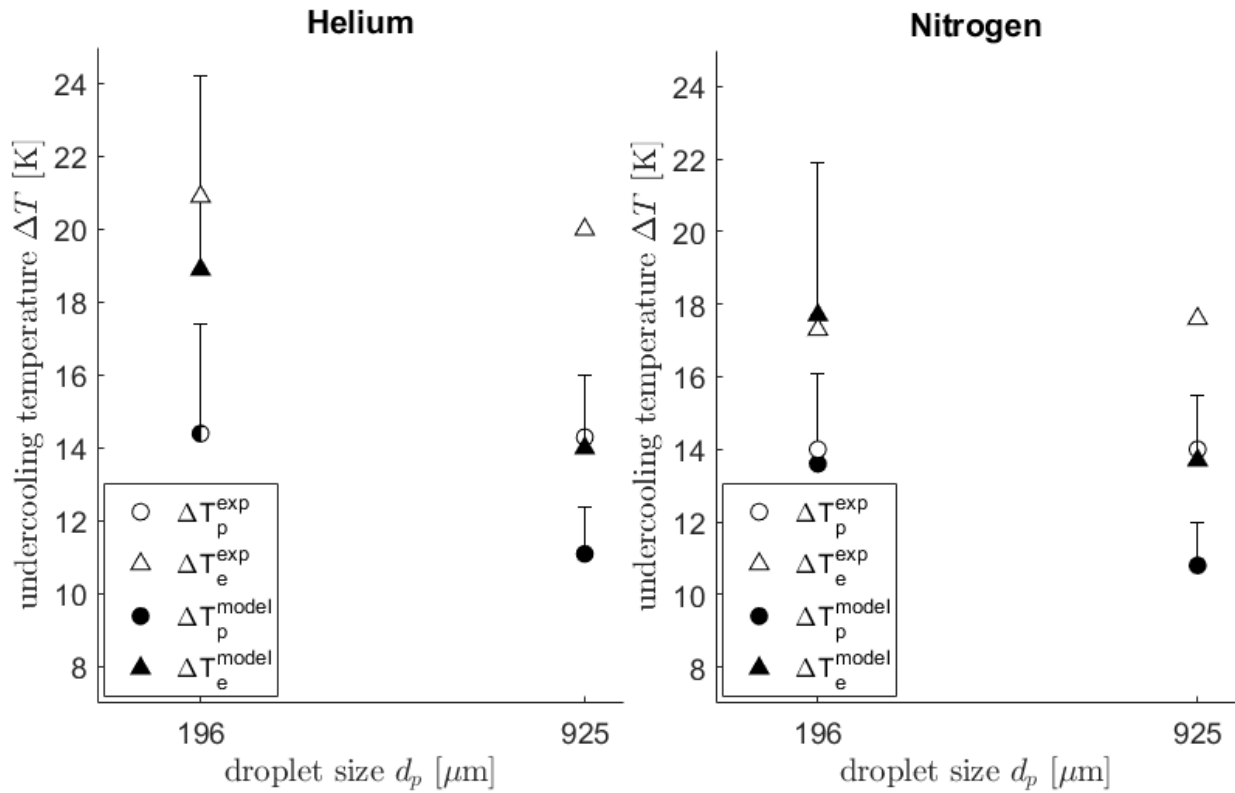 Helium
24
22
20
18
16
14
12
10
8
undercooling temperature ΔT [K]
ΔT_p^exp
ΔT_e^exp
ΔT_p^model
ΔT_e^model
196
925
droplet size d_p [μm]
Nitrogen
24
22
20
18
16
14
12
10
8
undercooling temperature ΔT [K]
ΔT_p^exp
ΔT_e^exp
ΔT_p^model
ΔT_e^model
196
925
droplet size d_p [μm]